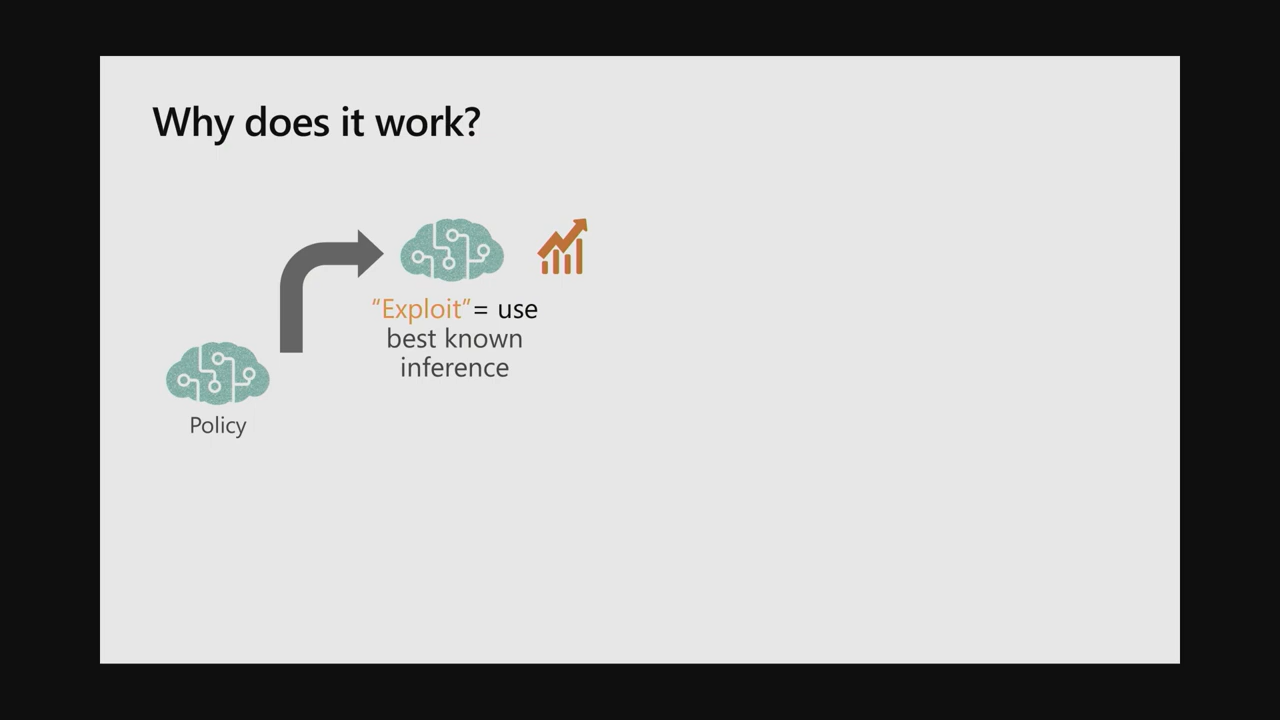 Why does it work?
“Exploit”= use
best known
inference
Policy